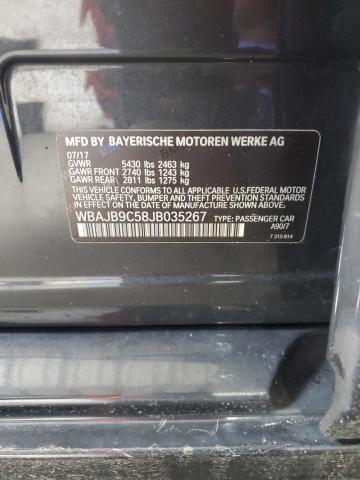 MFD BY BAYERISCHE MOTOREN WERKE AG
07/17
GVWR 5430 lbs 2463 kg
GAWR FRONT 2740 lbs 1243 kg
GAWR REAR 2811 lbs 1275 kg
THIS VEHICLE CONFORMS TO ALL APPLICABLE U.S.FEDERAL MOTOR
VEHICLE SAFETY, BUMPER, AND THEFT PREVENTION STANDARDS
IN EFFECT ON THE DATE OF MANUFACTURE SHOWN ABOVE.
WBAJB9C58JB035267 TYPE: PASSENGER CAR
A90/7
7 315 814